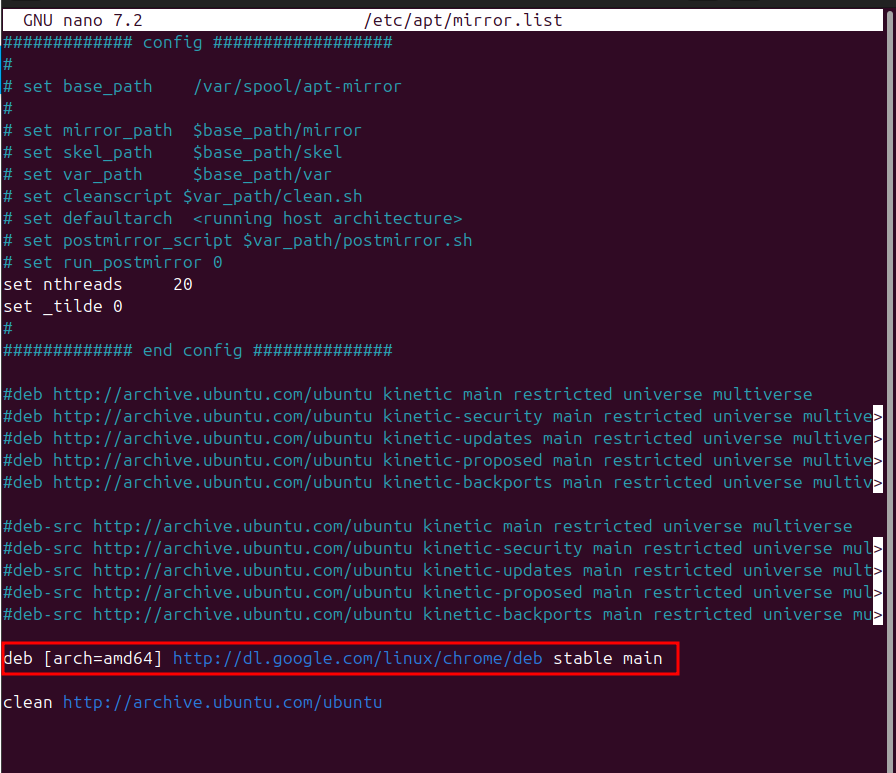 GNU nano 7.2 /etc/apt/mirror.list
############# config ##################
#
# set base_path    /var/spool/apt-mirror
#
# set mirror_path  $base_path/mirror
# set skel_path    $base_path/skel
# set var_path     $base_path/var
# set cleanscript $var_path/clean.sh
# set defaultarch  <running host architecture>
# set postmirror_script $var_path/postmirror.sh
# set run_postmirror 0
set nthreads     20
set _tilde 0
#
############# end config ##############
#deb http://archive.ubuntu.com/ubuntu kinetic main restricted universe multiverse
#deb http://archive.ubuntu.com/ubuntu kinetic-security main restricted universe multive>
#deb http://archive.ubuntu.com/ubuntu kinetic-updates main restricted universe multiver>
#deb http://archive.ubuntu.com/ubuntu kinetic-proposed main restricted universe multive>
#deb http://archive.ubuntu.com/ubuntu kinetic-backports main restricted universe multiv>
#deb-src http://archive.ubuntu.com/ubuntu kinetic main restricted universe multiverse
#deb-src http://archive.ubuntu.com/ubuntu kinetic-security main restricted universe mul>
#deb-src http://archive.ubuntu.com/ubuntu kinetic-updates main restricted universe mult>
#deb-src http://archive.ubuntu.com/ubuntu kinetic-proposed main restricted universe mul>
#deb-src http://archive.ubuntu.com/ubuntu kinetic-backports main restricted universe mu>
deb [arch=amd64] http://dl.google.com/linux/chrome/deb stable main
clean http://archive.ubuntu.com/ubuntu